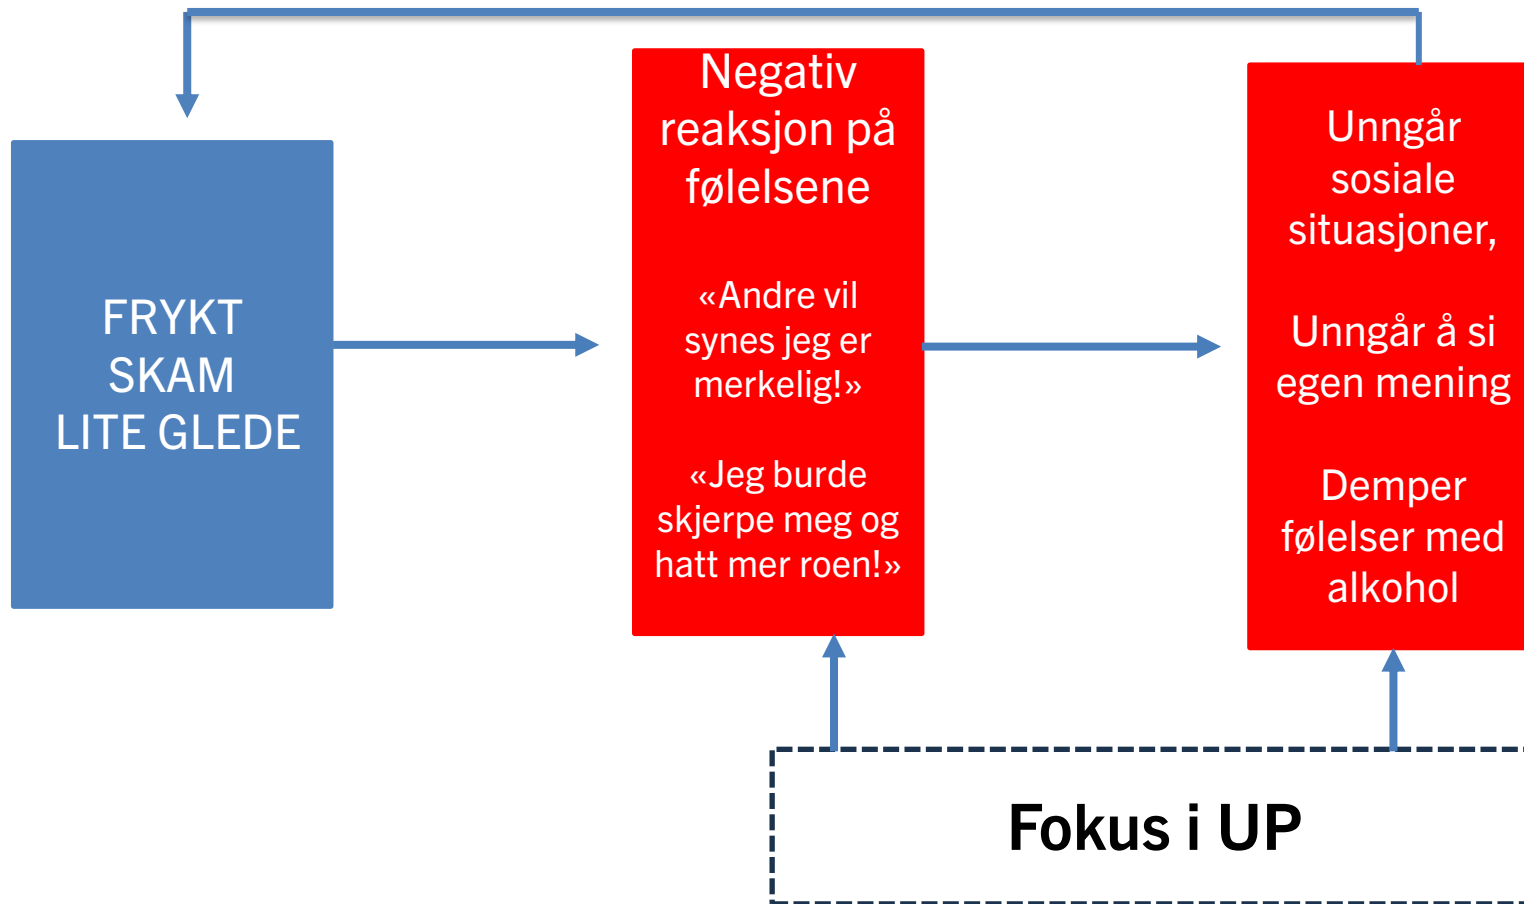 FRYKT
SKAM
LITE GLEDE
Negativ
reaksjon på
følelsene
«Andre vil
synes jeg er
merkelig!»
«Jeg burde
skjerpe meg og
hatt mer roen!»
Unngår
sosiale
situasjoner,
Unngår å si
egen mening
Demper
følelser med
alkohol
Fokus i UP